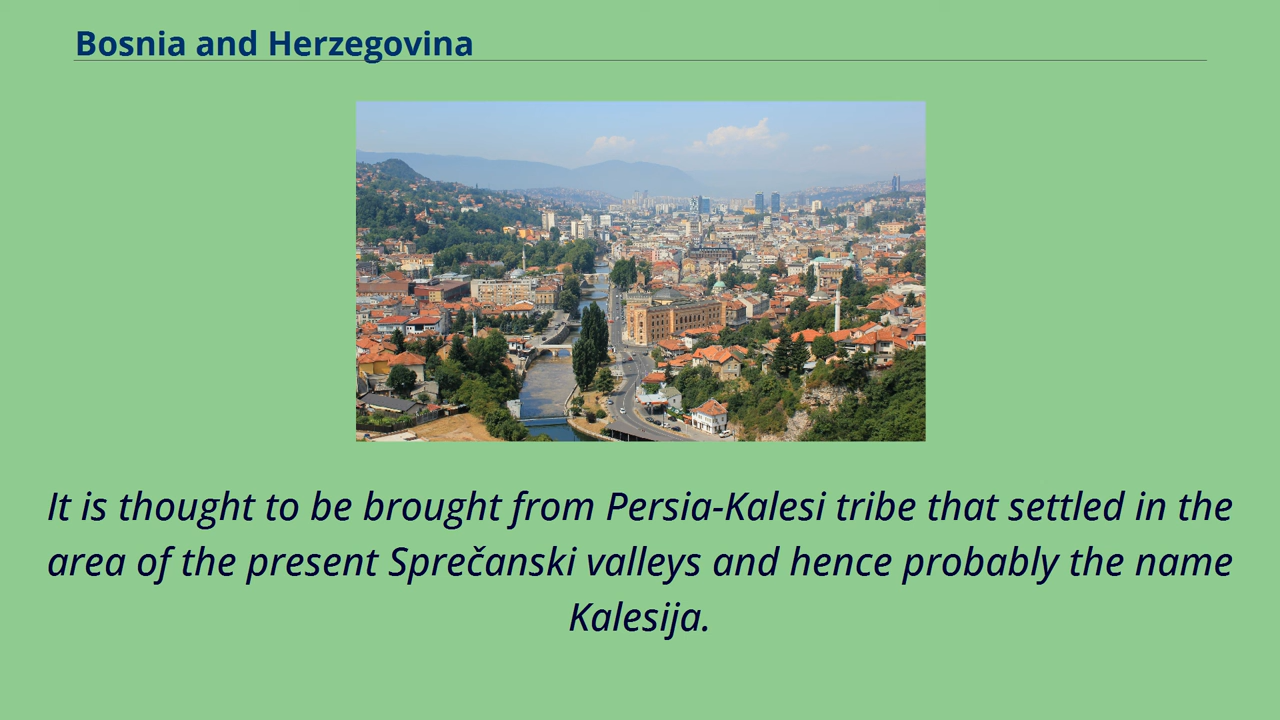 Bosnia and Herzegovina
It is thought to be brought from Persia-Kalesi tribe that settled in the
area of the present Sprečanski valleys and hence probably the name
Kalesija.